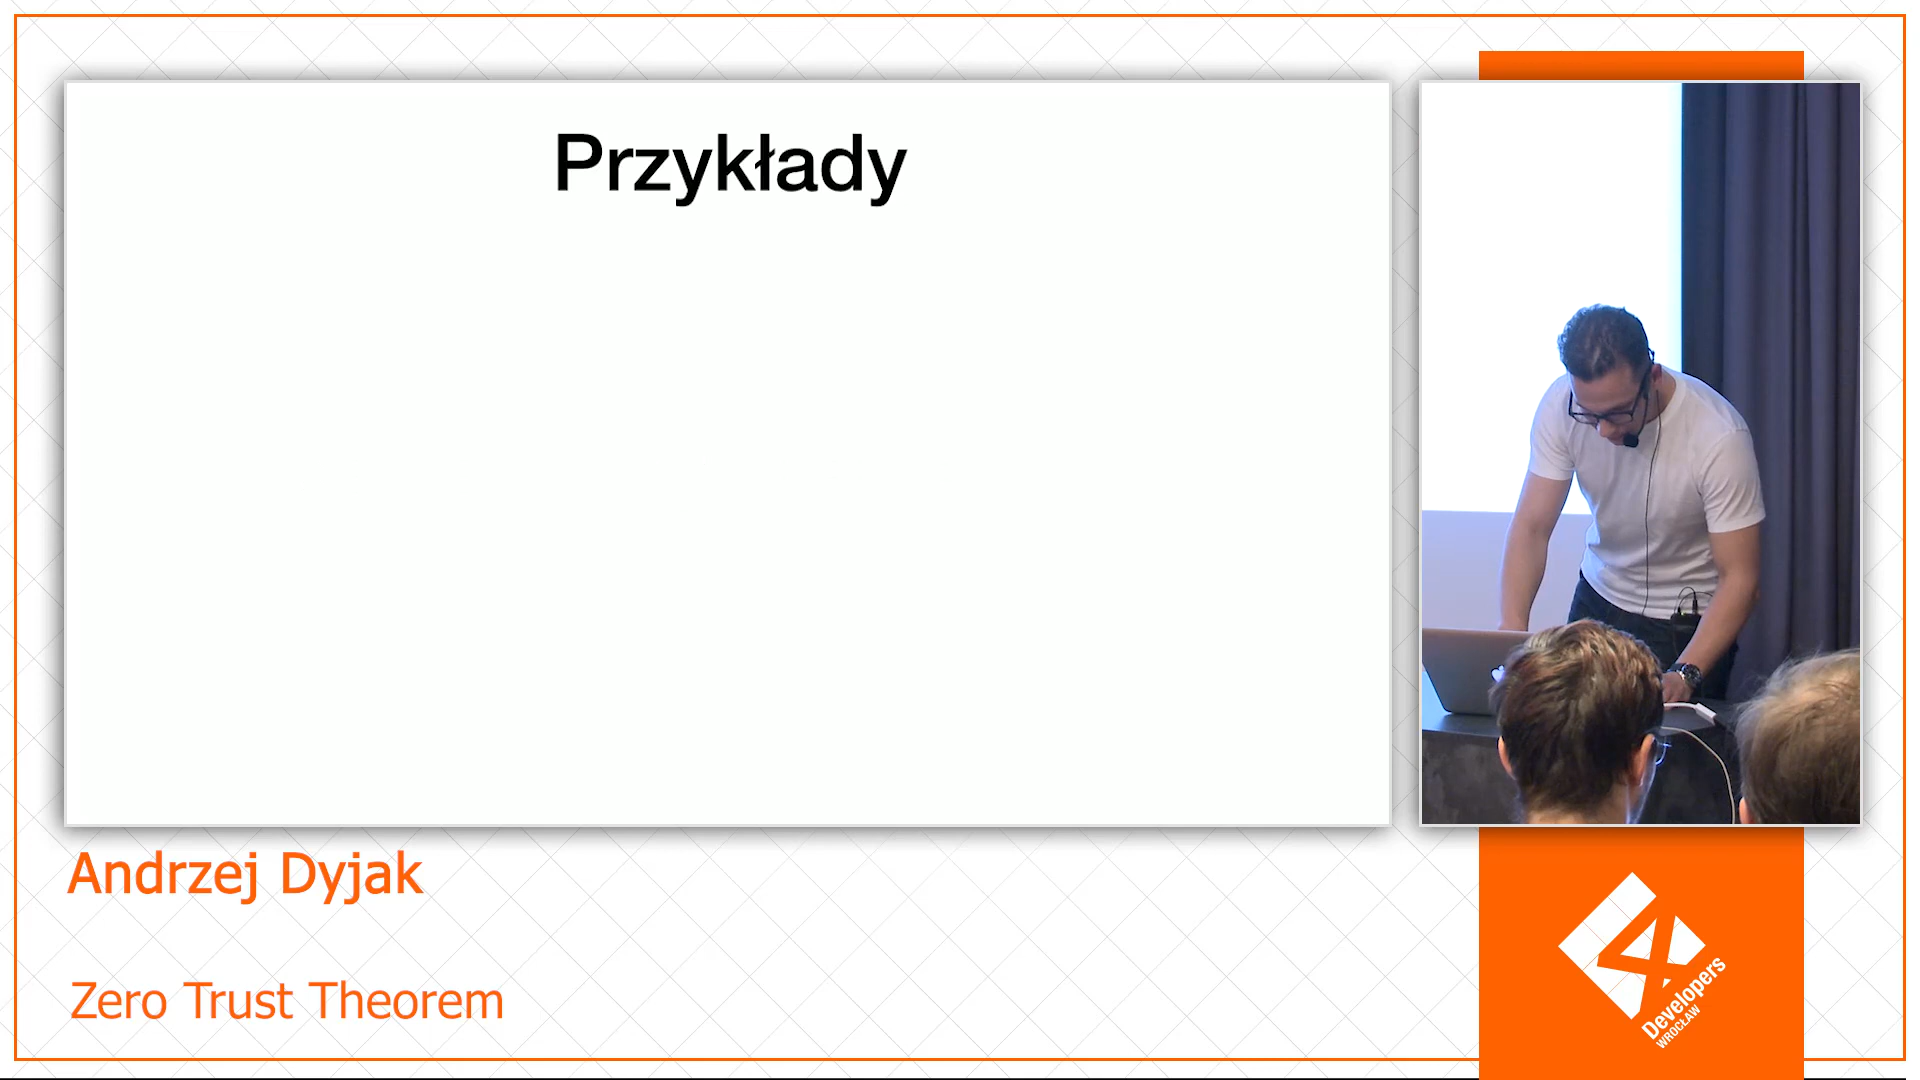 Przykłady
Andrzej Dyjak
Zero Trust Theorem
4
Developers
WROCŁAW